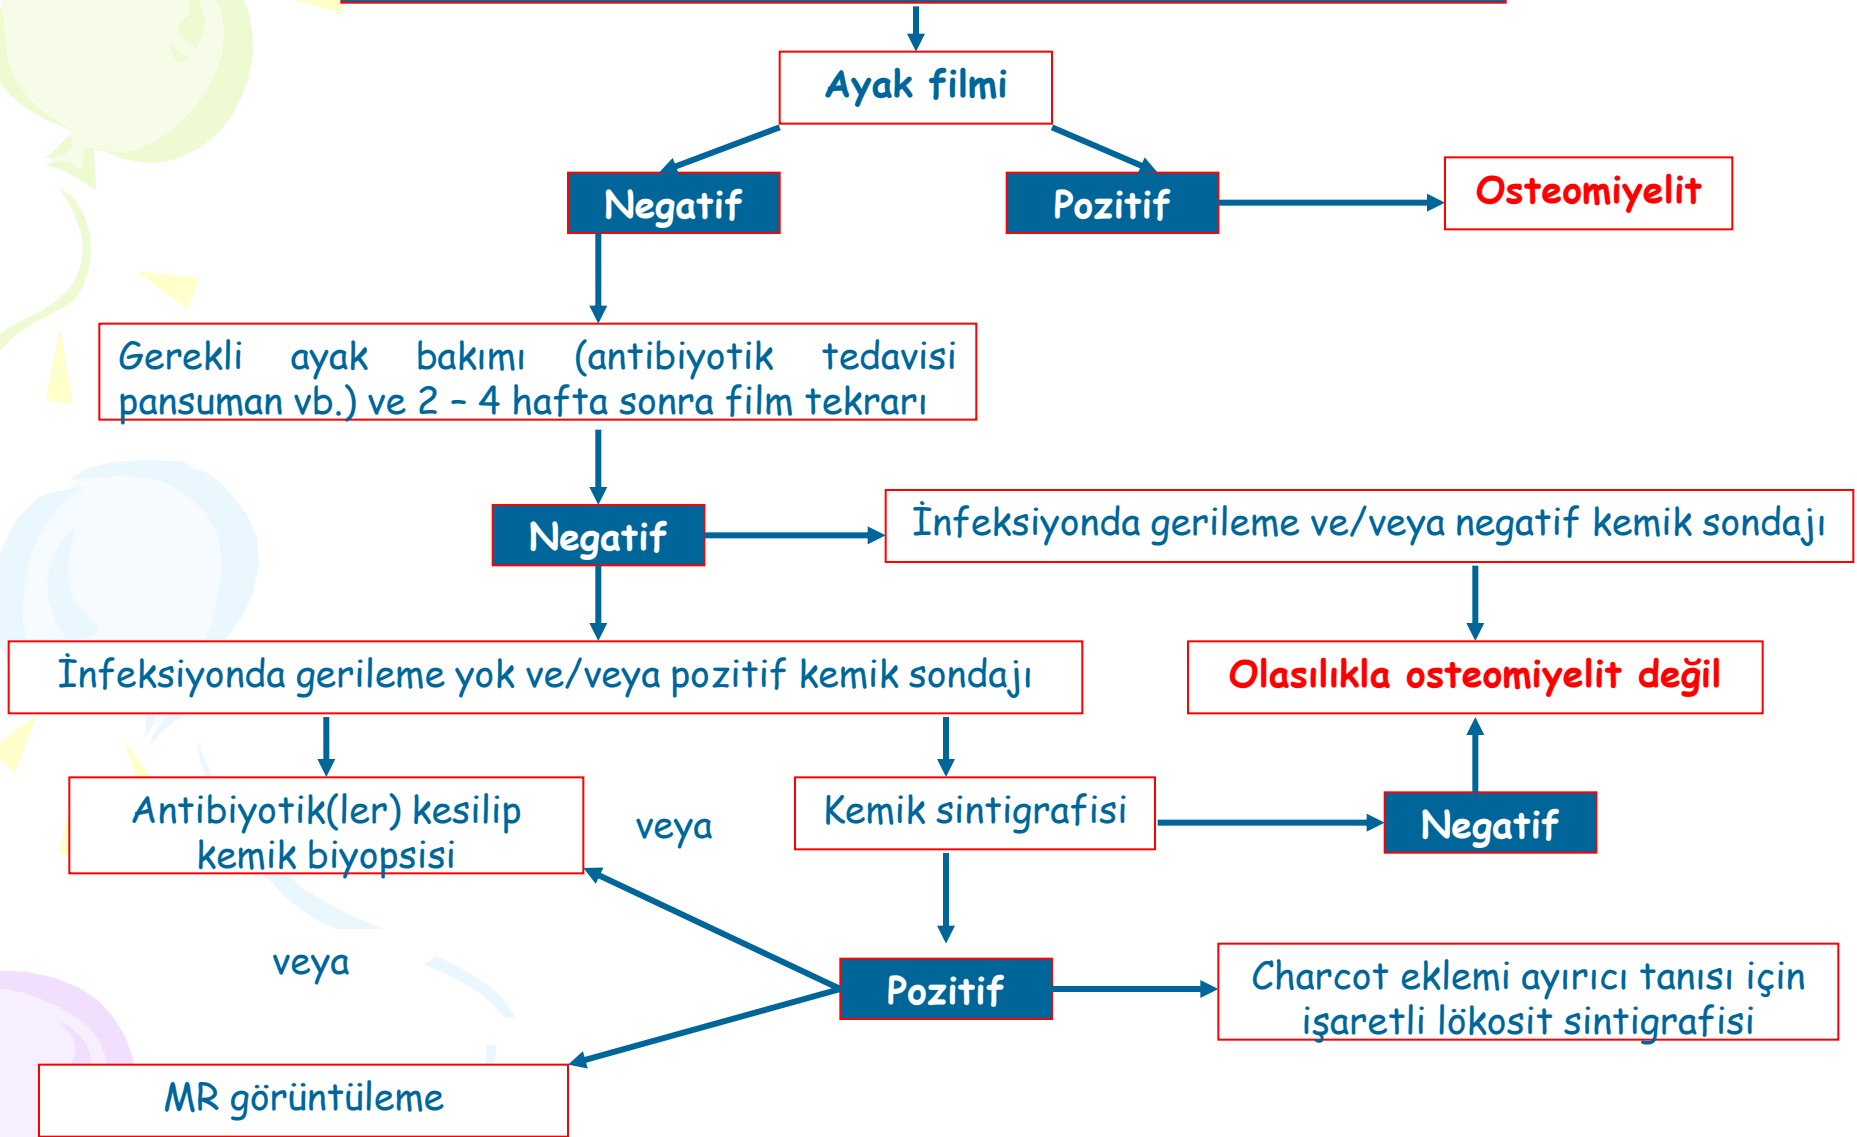 Ayak filmi
Negatif
Pozitif
Osteomiyelit
Gerekli ayak bakımı (antibiyotik tedavisi
pansuman vb.) ve 2 – 4 hafta sonra film tekrarı
Negatif
İnfeksiyonda gerileme ve/veya negatif kemik sondajı
İnfeksiyonda gerileme yok ve/veya pozitif kemik sondajı
Olasılıkla osteomiyelit değil
Antibiyotik(ler) kesilip
kemik biyopsisi
veya
Kemik sintigrafisi
Negatif
veya
Pozitif
Charcot eklemi ayırıcı tanısı için
işaretli lökosit sintigrafisi
MR görüntüleme